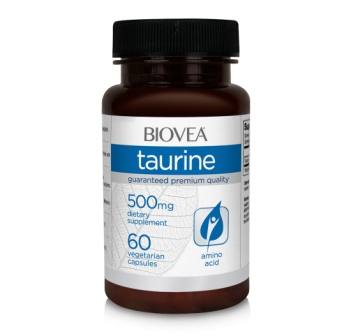 BIOVEA
taurine
guaranteed premium quality
500mg
dietary
supplement
60
vegetarian
capsules
amino
acid